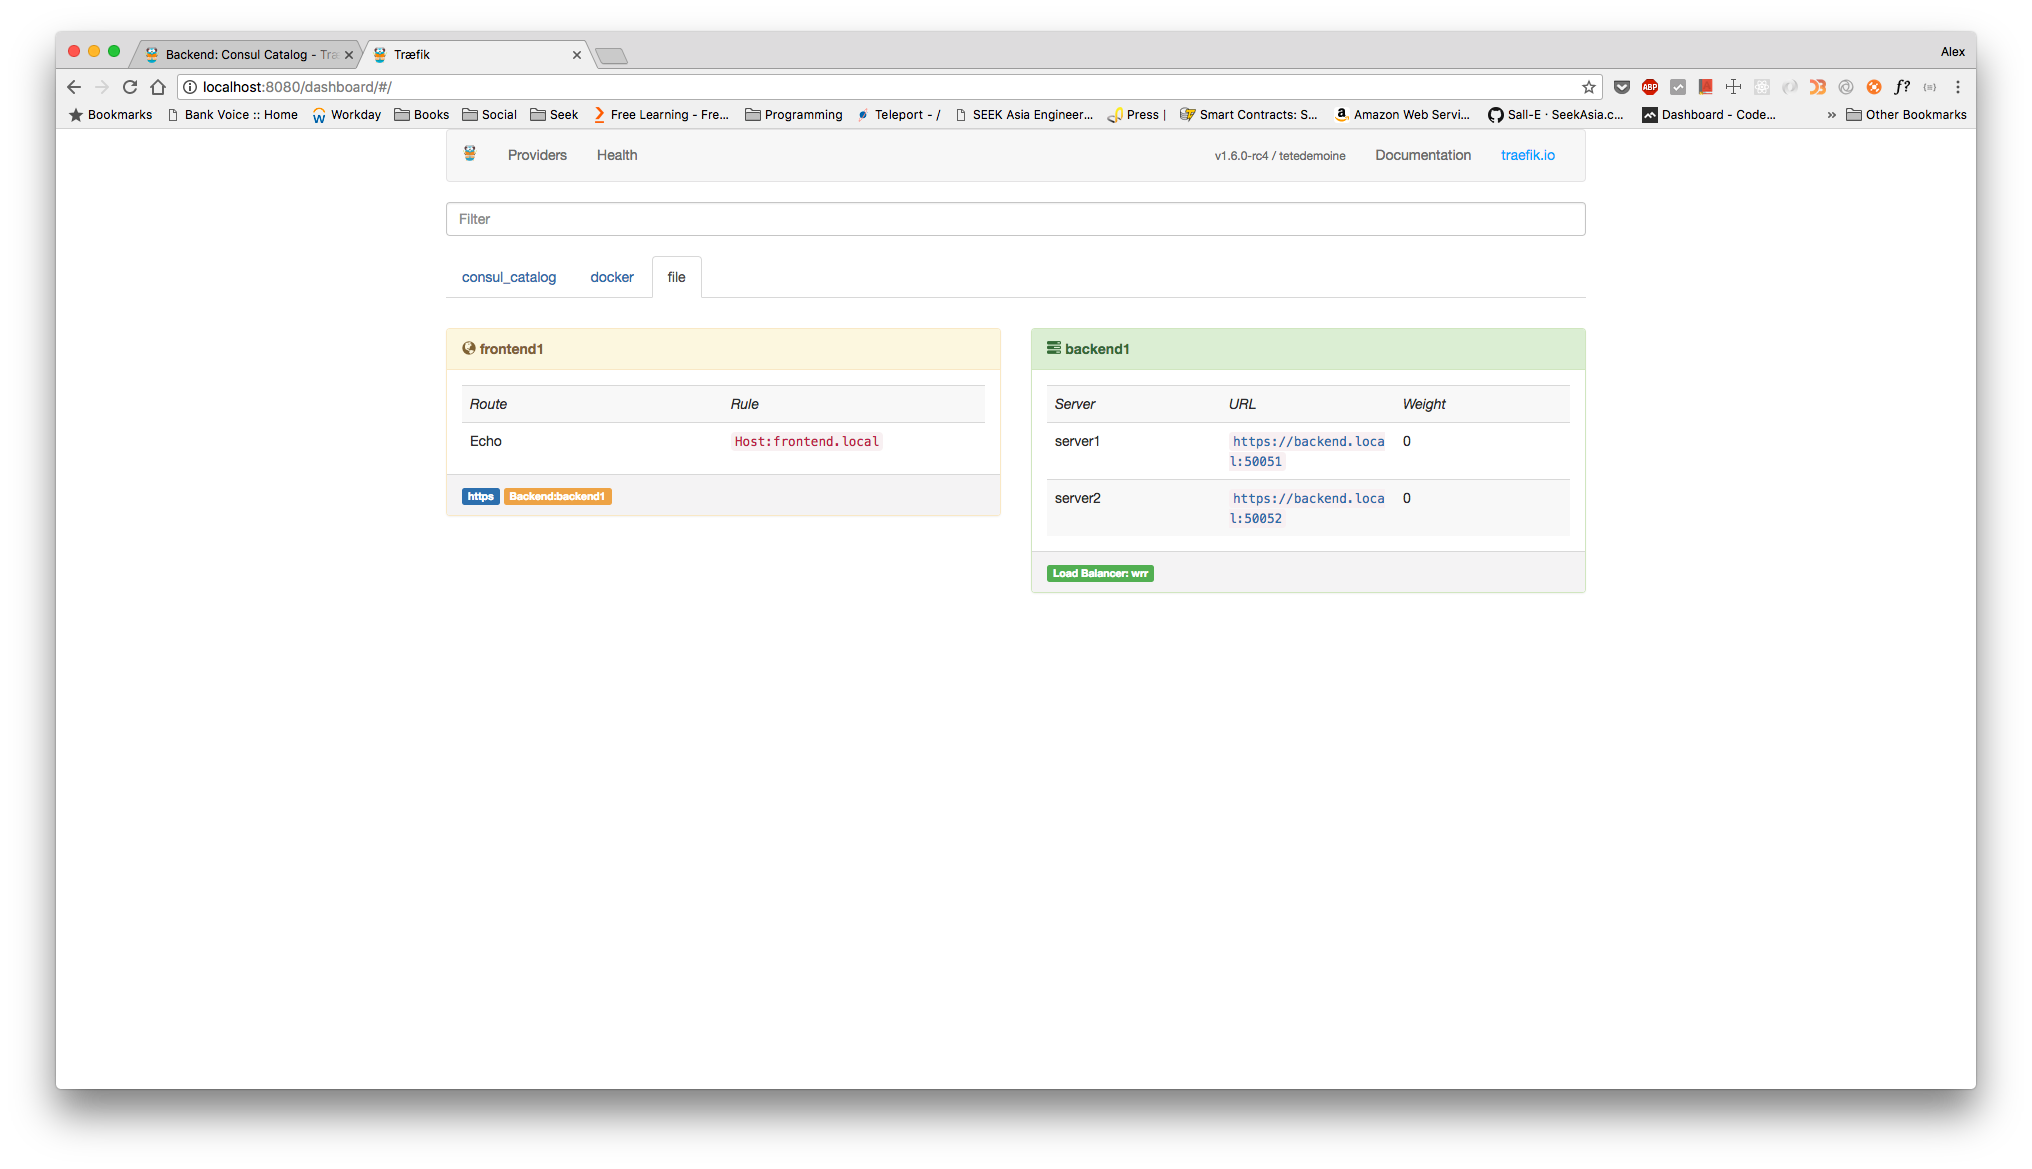 Backend: Consul Catalog - Træ
Træfik
Alex
localhost:8080/dashboard/#/
ABP
f?
Bookmarks
Bank Voice :: Home
Workday
Books
Social
Seek
Free Learning - Fre...
Programming
Teleport - /
SEEK Asia Engineer...
Press |
Smart Contracts: S...
Amazon Web Servi...
Sall-E · SeekAsia.c...
Dashboard - Code...
»
Other Bookmarks
Providers
Health
v1.6.0-rc4 / tetedemoine
Documentation
traefik.io
Filter
consul_catalog
docker
file
frontend1
Route Rule
Echo Host:frontend.local
https Backend:backend1
backend1
Server URL Weight
server1 https://backend.loca 0
l:50051
server2 https://backend.loca 0
l:50052
Load Balancer: wrr